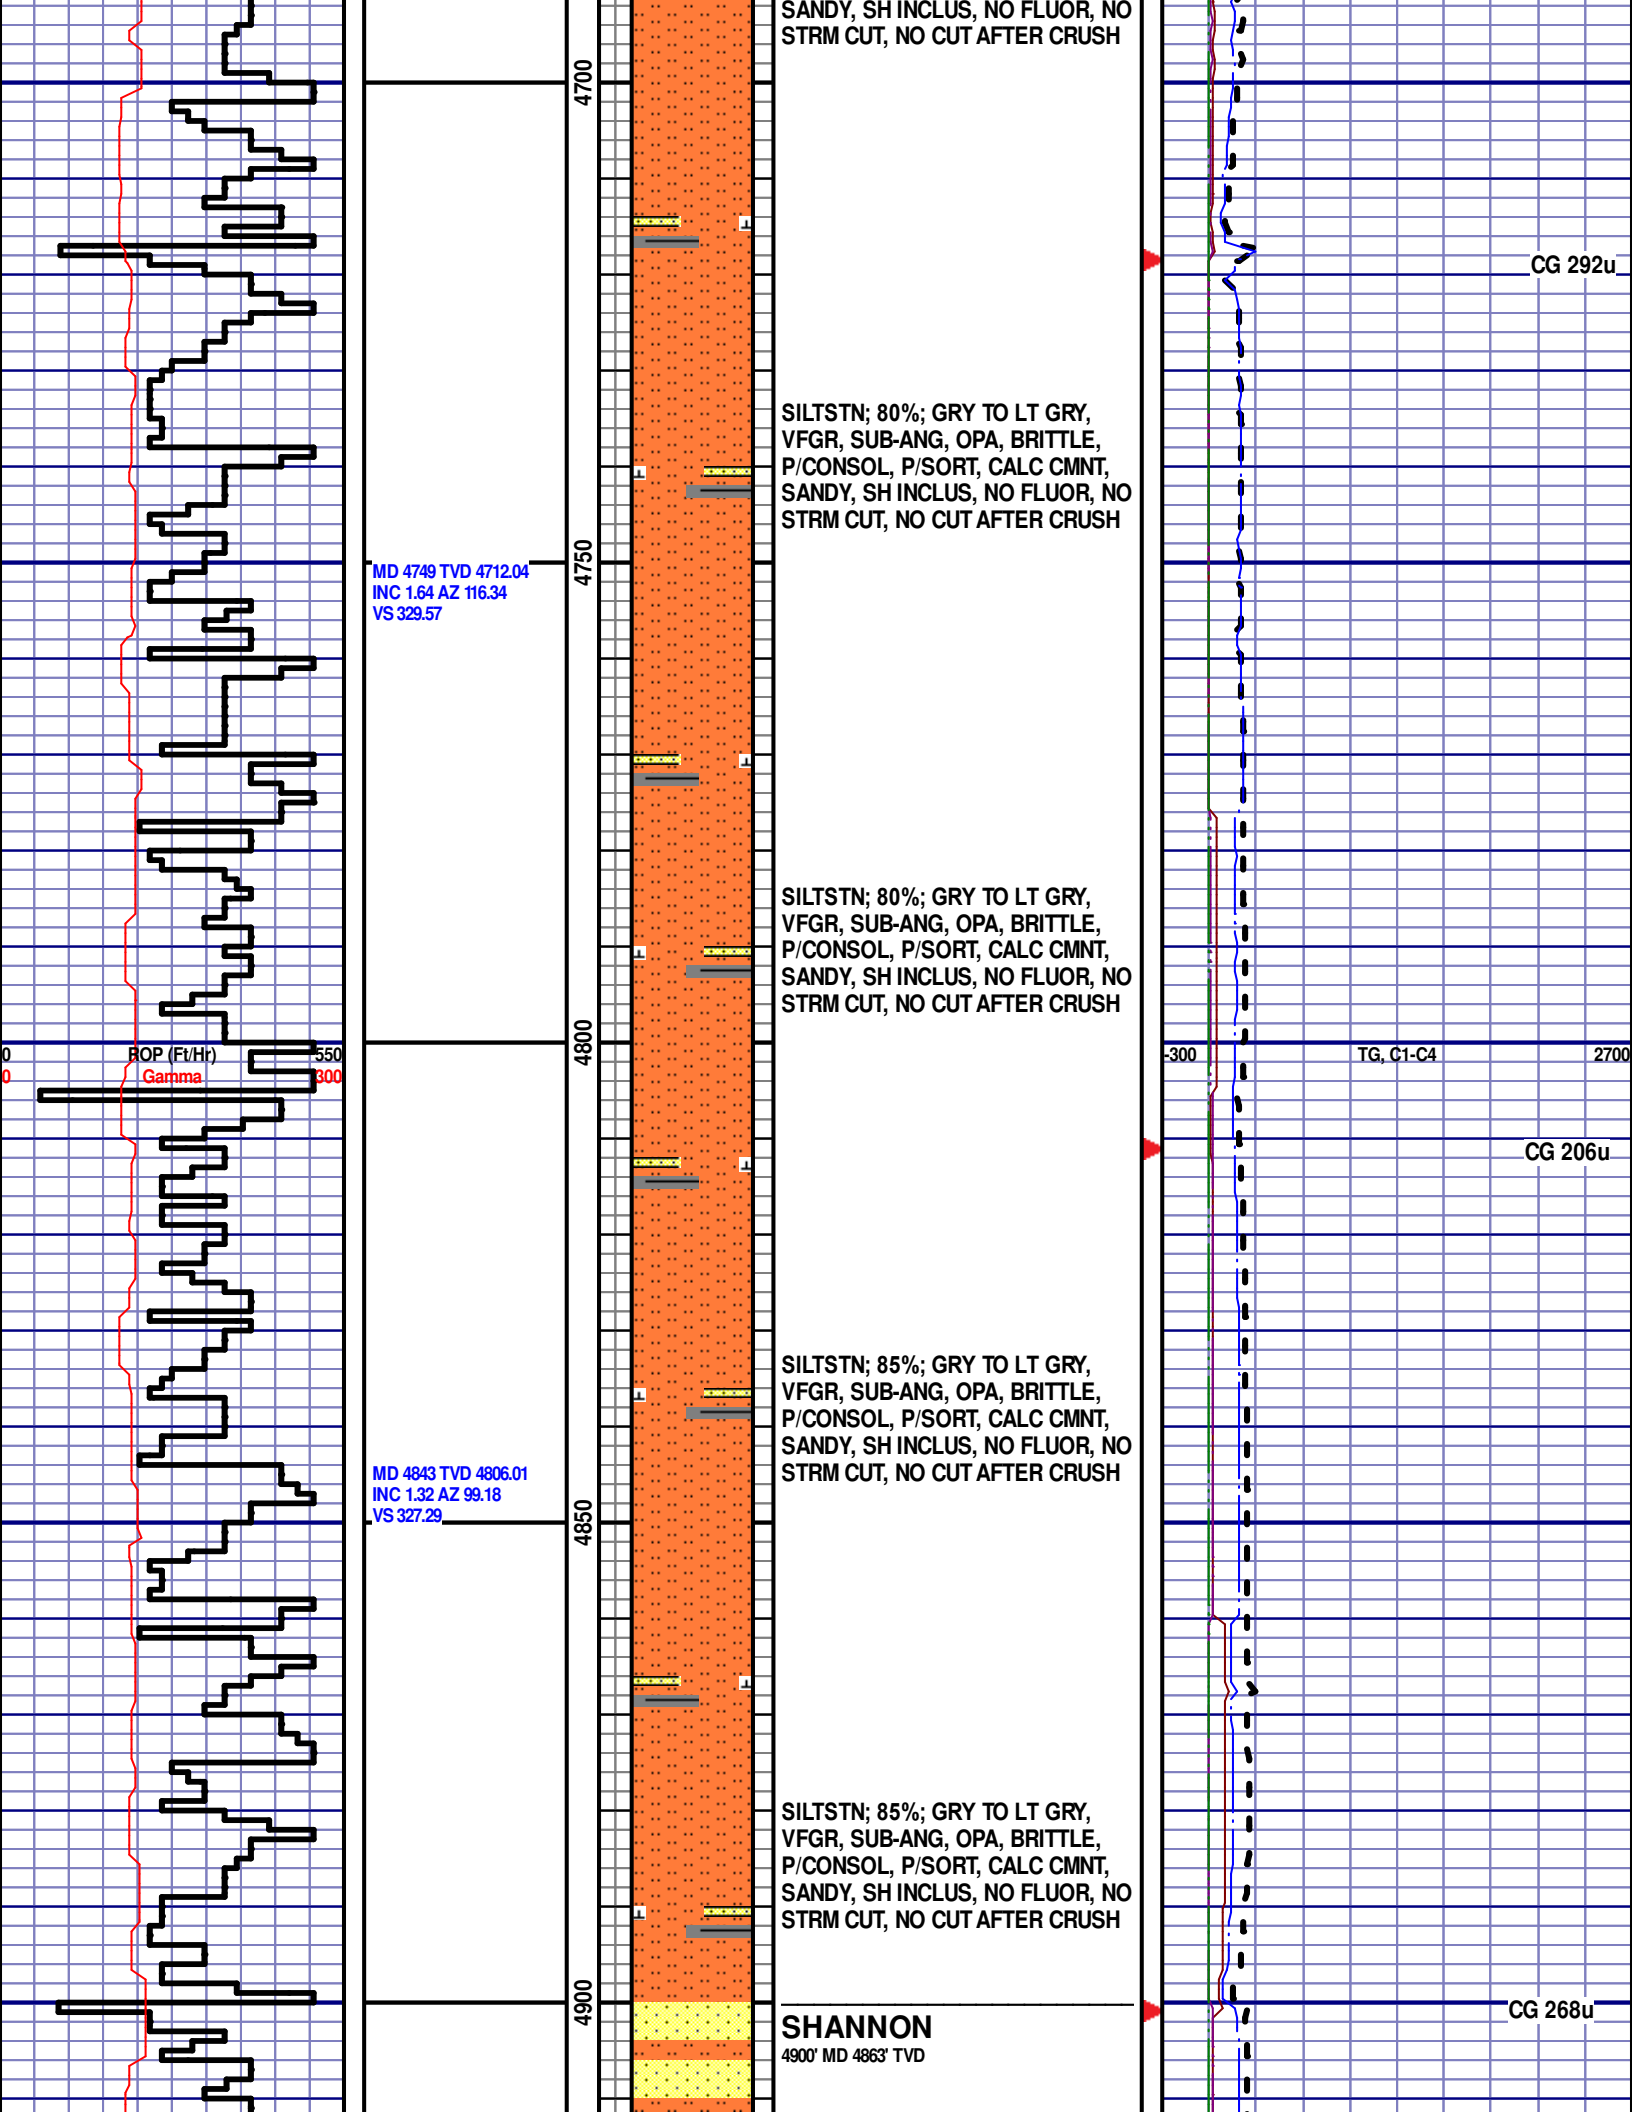 SANDY, SH INCLUS, NO FLUOR, NO
STRM CUT, NO CUT AFTER CRUSH
4700
CG 292u
SILTSTN; 80%; GRY TO LT GRY,
VFGR, SUB-ANG, OPA, BRITTLE,
P/CONSOL, P/SORT, CALC CMNT,
SANDY, SH INCLUS, NO FLUOR, NO
STRM CUT, NO CUT AFTER CRUSH
4750
MD 4749 TVD 4712.04
INC 1.64 AZ 116.34
VS 329.57
SILTSTN; 80%; GRY TO LT GRY,
VFGR, SUB-ANG, OPA, BRITTLE,
P/CONSOL, P/SORT, CALC CMNT,
SANDY, SH INCLUS, NO FLUOR, NO
STRM CUT, NO CUT AFTER CRUSH
4800
0 ROP (Ft/Hr) 550
0 Gamma 300
-300 TG, C1-C4 2700
CG 206u
SILTSTN; 85%; GRY TO LT GRY,
VFGR, SUB-ANG, OPA, BRITTLE,
P/CONSOL, P/SORT, CALC CMNT,
SANDY, SH INCLUS, NO FLUOR, NO
STRM CUT, NO CUT AFTER CRUSH
MD 4843 TVD 4806.01
INC 1.32 AZ 99.18
VS 327.29
4850
SILTSTN; 85%; GRY TO LT GRY,
VFGR, SUB-ANG, OPA, BRITTLE,
P/CONSOL, P/SORT, CALC CMNT,
SANDY, SH INCLUS, NO FLUOR, NO
STRM CUT, NO CUT AFTER CRUSH
4900
CG 268u
SHANNON
4900' MD 4863' TVD